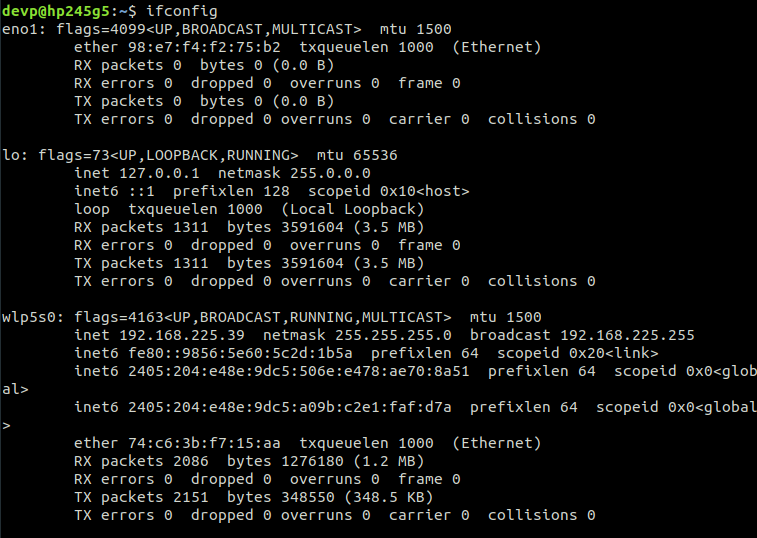 devp@hp245g5:~$ ifconfig
eno1: flags=4099<UP,BROADCAST,MULTICAST>  mtu 1500
        ether 98:e7:f4:f2:75:b2  txqueuelen 1000  (Ethernet)
        RX packets 0  bytes 0 (0.0 B)
        RX errors 0  dropped 0  overruns 0  frame 0
        TX packets 0  bytes 0 (0.0 B)
        TX errors 0  dropped 0 overruns 0  carrier 0  collisions 0

lo: flags=73<UP,LOOPBACK,RUNNING>  mtu 65536
        inet 127.0.0.1  netmask 255.0.0.0
        inet6 ::1  prefixlen 128  scopeid 0x10<host>
        loop  txqueuelen 1000  (Local Loopback)
        RX packets 1311  bytes 3591604 (3.5 MB)
        RX errors 0  dropped 0  overruns 0  frame 0
        TX packets 1311  bytes 3591604 (3.5 MB)
        TX errors 0  dropped 0 overruns 0  carrier 0  collisions 0

wlp5s0: flags=4163<UP,BROADCAST,RUNNING,MULTICAST>  mtu 1500
        inet 192.168.225.39  netmask 255.255.255.0  broadcast 192.168.225.255
        inet6 fe80::9856:5e60:5c2d:1b5a  prefixlen 64  scopeid 0x20<link>
        inet6 2405:204:e48e:9dc5:506e:e478:ae70:8a51  prefixlen 64  scopeid 0x0<glob
al>
        inet6 2405:204:e48e:9dc5:a09b:c2e1:faf:d7a  prefixlen 64  scopeid 0x0<global
>
        ether 74:c6:3b:f7:15:aa  txqueuelen 1000  (Ethernet)
        RX packets 2086  bytes 1276180 (1.2 MB)
        RX errors 0  dropped 0  overruns 0  frame 0
        TX packets 2151  bytes 348550 (348.5 KB)
        TX errors 0  dropped 0 overruns 0  carrier 0  collisions 0